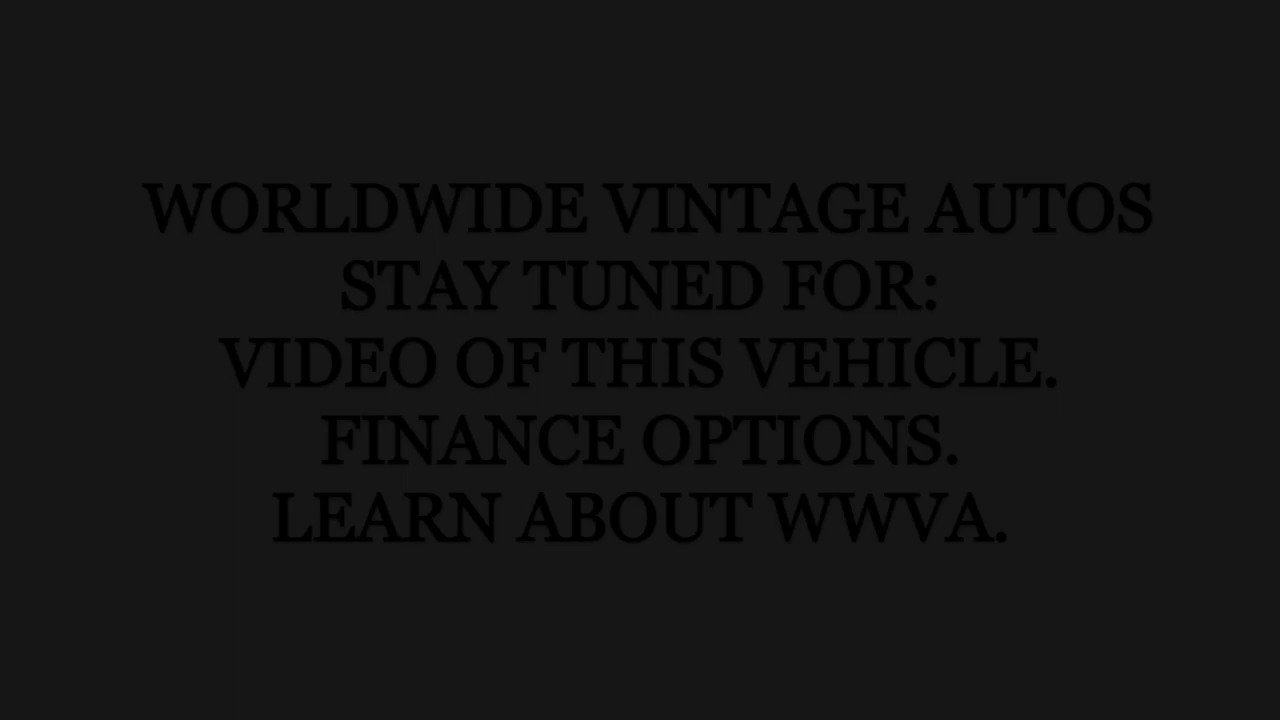 WORLDWIDE VINTAGE AUTOS
STAY TUNED FOR:
VIDEO OF THIS VEHICLE.
FINANCE OPTIONS.
LEARN ABOUT WWVA.